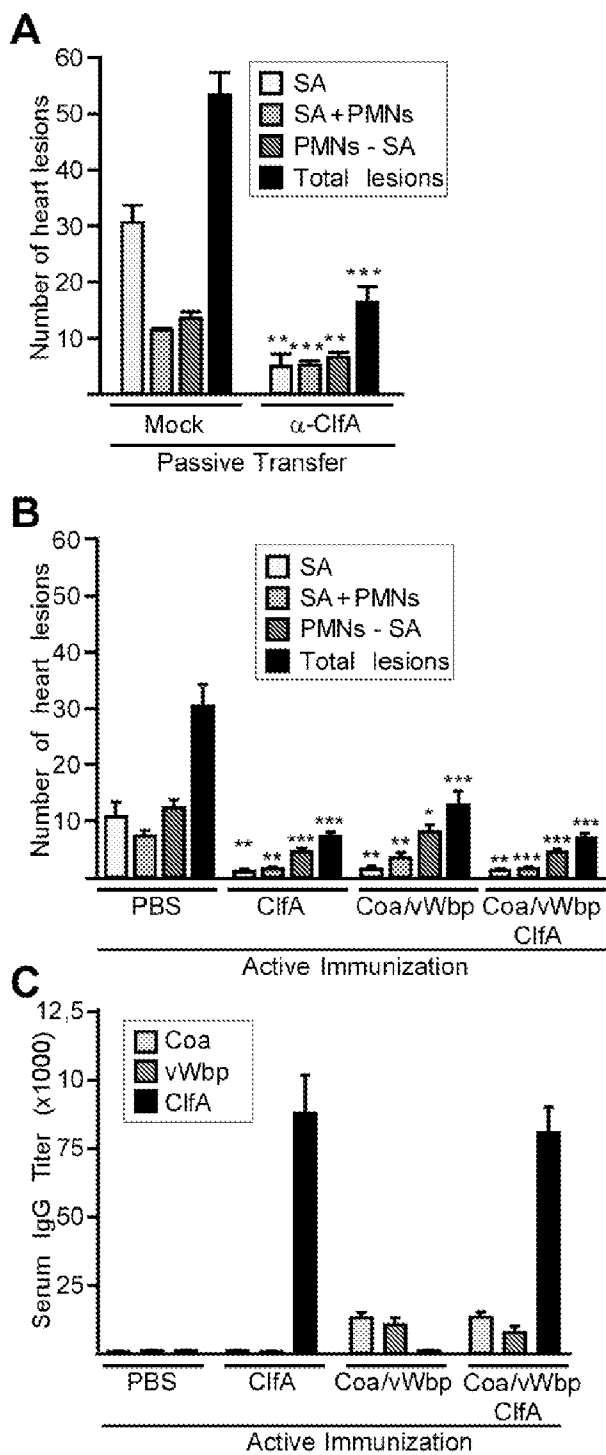 A
Number of heart lesions
60
50
40
30
20
10
SA
SA+PMNs
PMNs - SA
Total lesions
** *** ** ***
Mock
α-ClfA
Passive Transfer
B
Number of heart lesions
60
50
40
30
20
10
SA
SA+PMNs
PMNs - SA
Total lesions
** ** *** ***
** ** * ***
** *** *** ***
PBS
ClfA
Coa/vWbp
Coa/vWbp
ClfA
Active Immunization
C
Serum IgG Titer (x1000)
12,5
10
75
50
25
Coa
vWbp
ClfA
PBS
ClfA
Coa/vWbp
Coa/vWbp
ClfA
Active Immunization